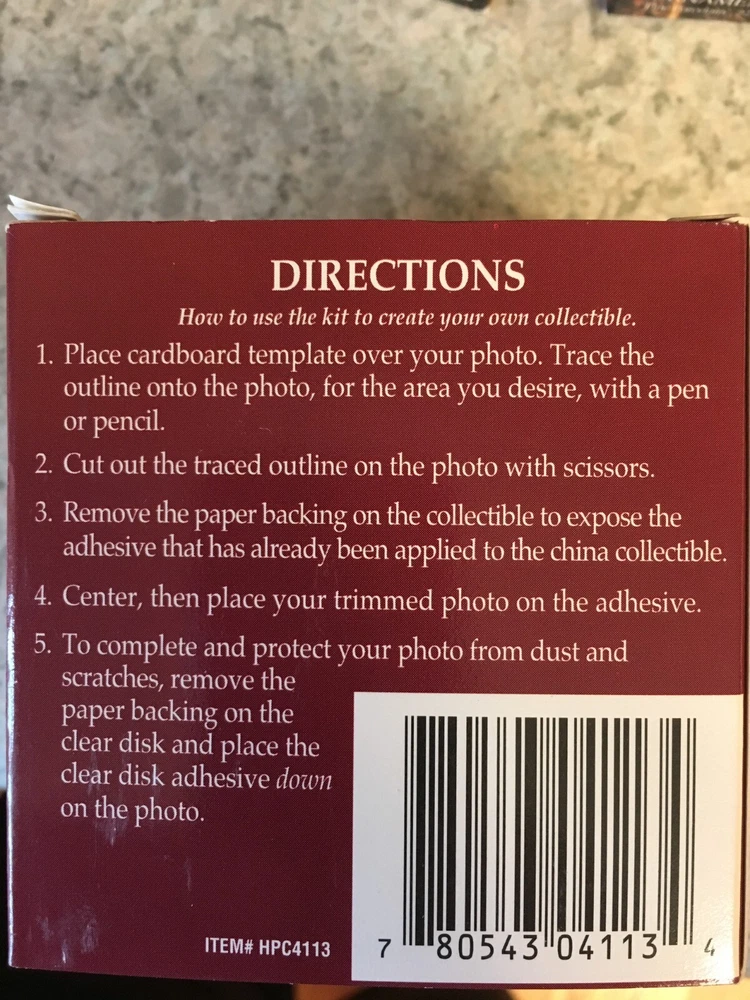 DIRECTIONS
How to use the kit to create your own collectible.
1. Place cardboard template over your photo. Trace the
outline onto the photo, for the area you desire, with a pen
or pencil.
2. Cut out the traced outline on the photo with scissors.
3. Remove the paper backing on the collectible to expose the
adhesive that has already been applied to the china collectible.
4. Center, then place your trimmed photo on the adhesive.
5. To complete and protect your photo from dust and
scratches, remove the
paper backing on the
clear disk and place the
clear disk adhesive down
on the photo.
ITEM# HPC4113
7 80543 04113 4